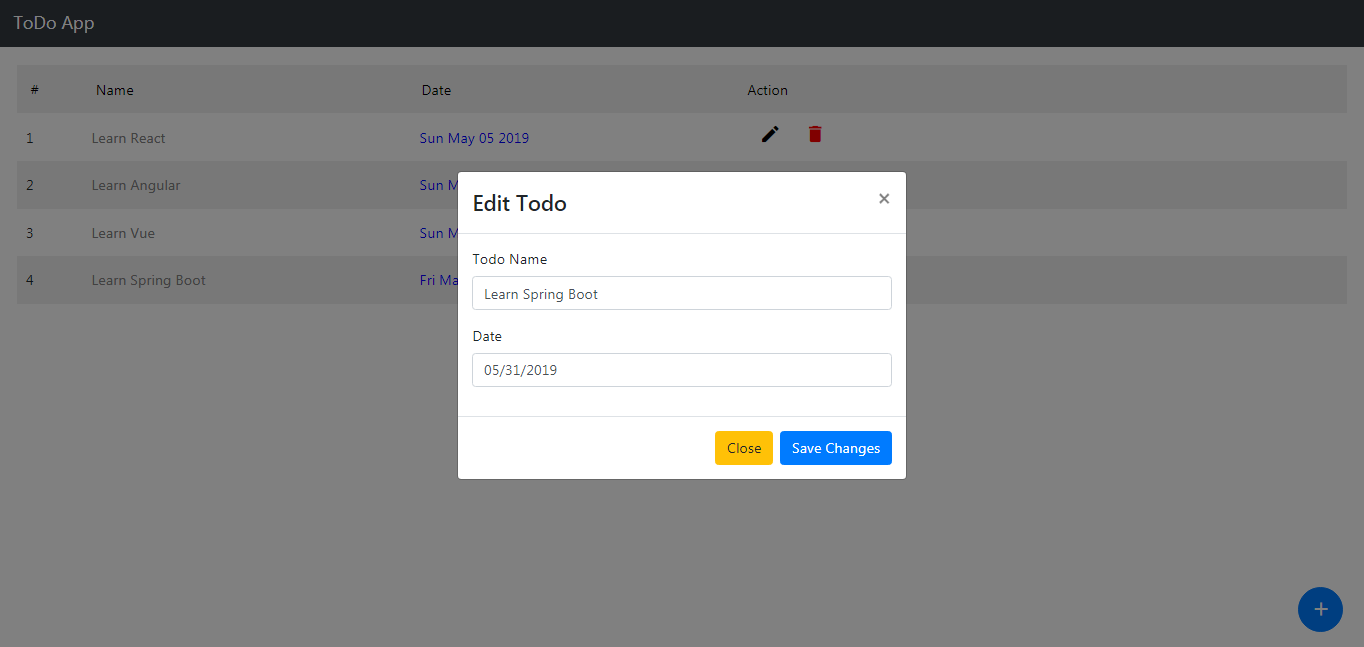 ToDo App
# Name Date Action
1 Learn React Sun May 05 2019
2 Learn Angular Sun M
3 Learn Vue Sun M
4 Learn Spring Boot Fri Ma
Edit Todo ×
Todo Name
Learn Spring Boot
Date
05/31/2019
Close Save Changes
+